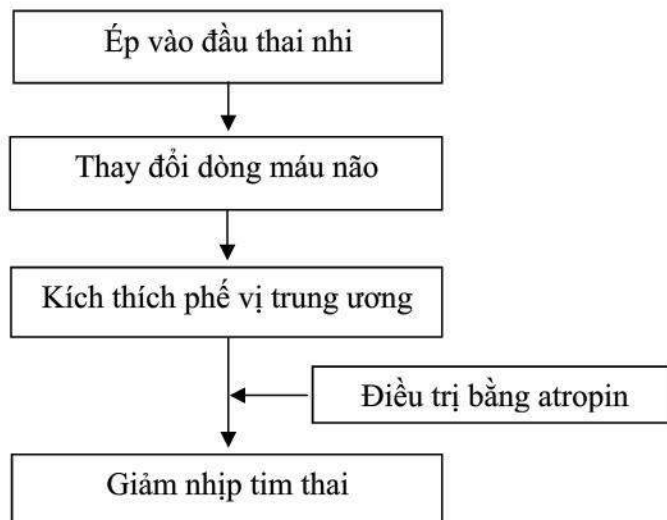 Ép vào đầu thai nhi
Thay đổi dòng máu não
Kích thích phế vị trung ương
Điều trị bằng atropin
Giảm nhịp tim thai